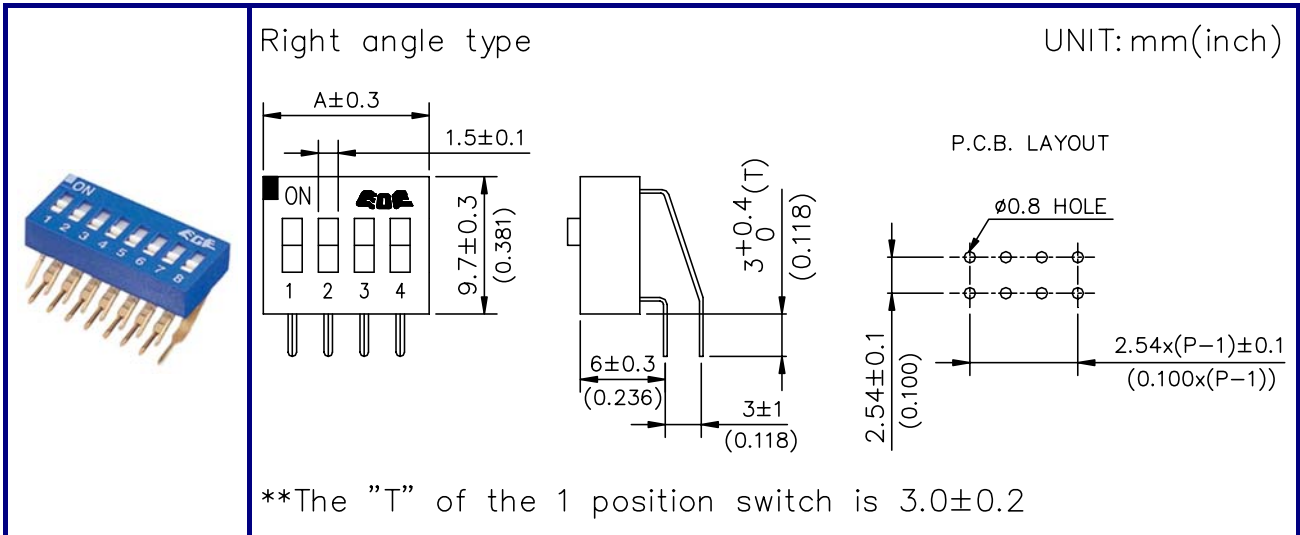 Right angle type
UNIT: mm(inch)
A±0.3
1.5±0.1
ON
ECE
1 2 3 4
9.7±0.3
(0.381)
3+0.4 0 (T)
(0.118)
6±0.3
(0.236)
3±1
(0.118)
P.C.B. LAYOUT
ø0.8 HOLE
2.54±0.1
(0.100)
2.54x(P-1)±0.1
(0.100x(P-1))
ON
ECE
1 2 3 4 5 6 7 8
**The "T" of the 1 position switch is 3.0±0.2